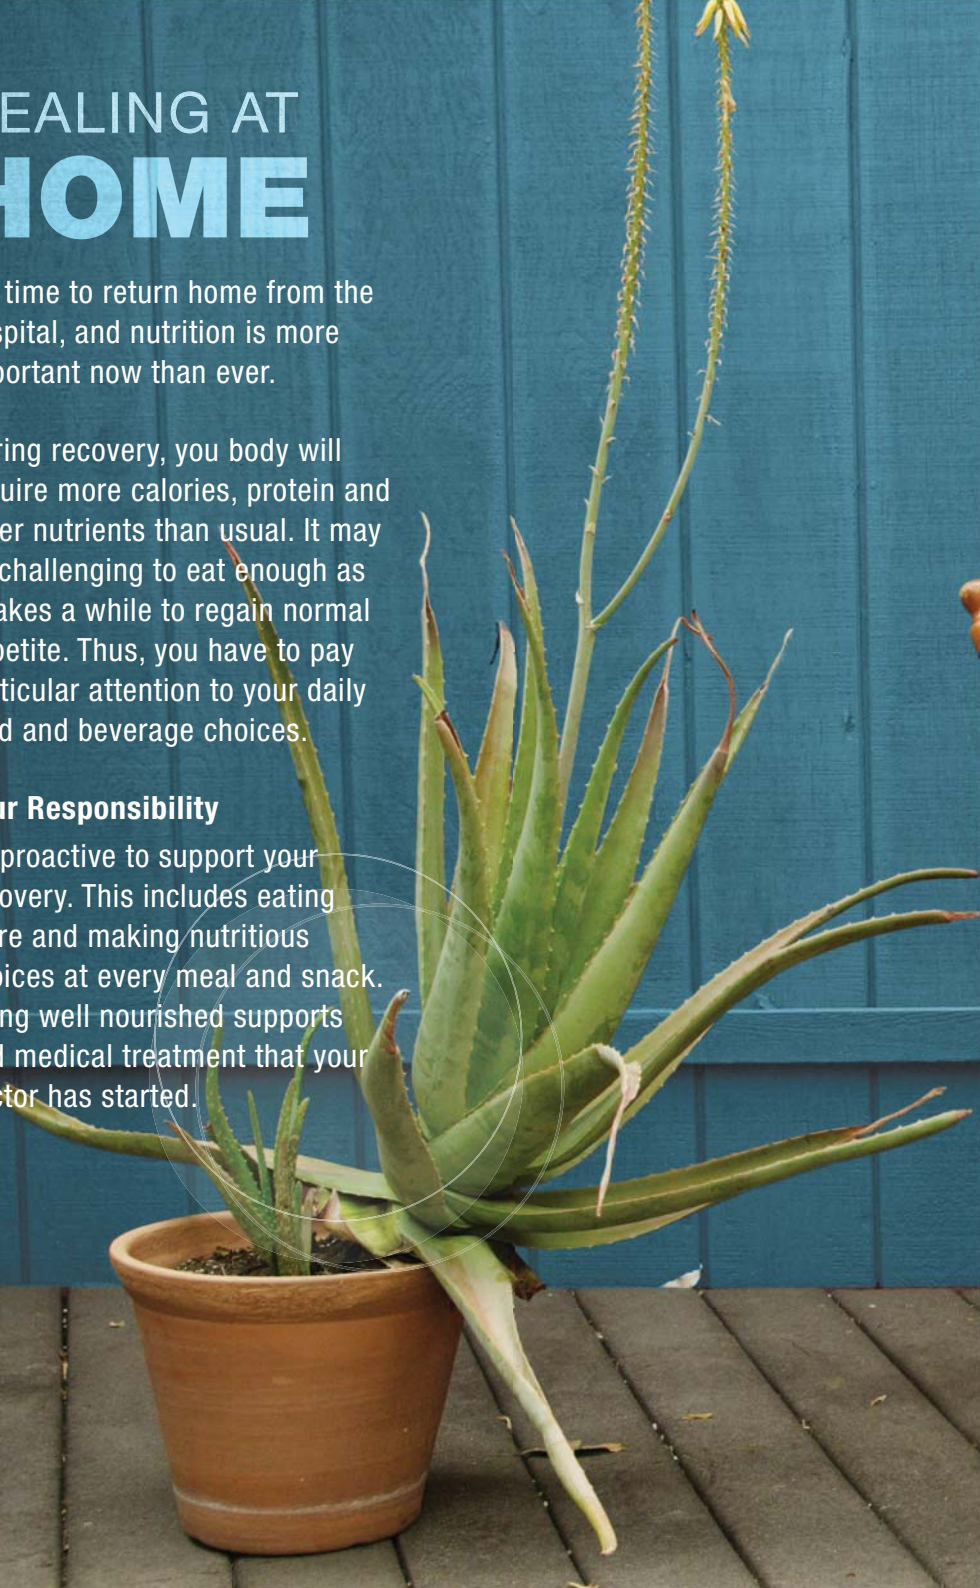 EALING AT
HOME
time to return home from the
spital, and nutrition is more
portant now than ever.
ring recovery, you body will
uire more calories, protein and
er nutrients than usual. It may
challenging to eat enough as
akes a while to regain normal
petite. Thus, you have to pay
ticular attention to your daily
d and beverage choices.
ur Responsibility
proactive to support your
overy. This includes eating
re and making nutritious
oices at every meal and snack.
ng well nourished supports
d medical treatment that your
ctor has started.